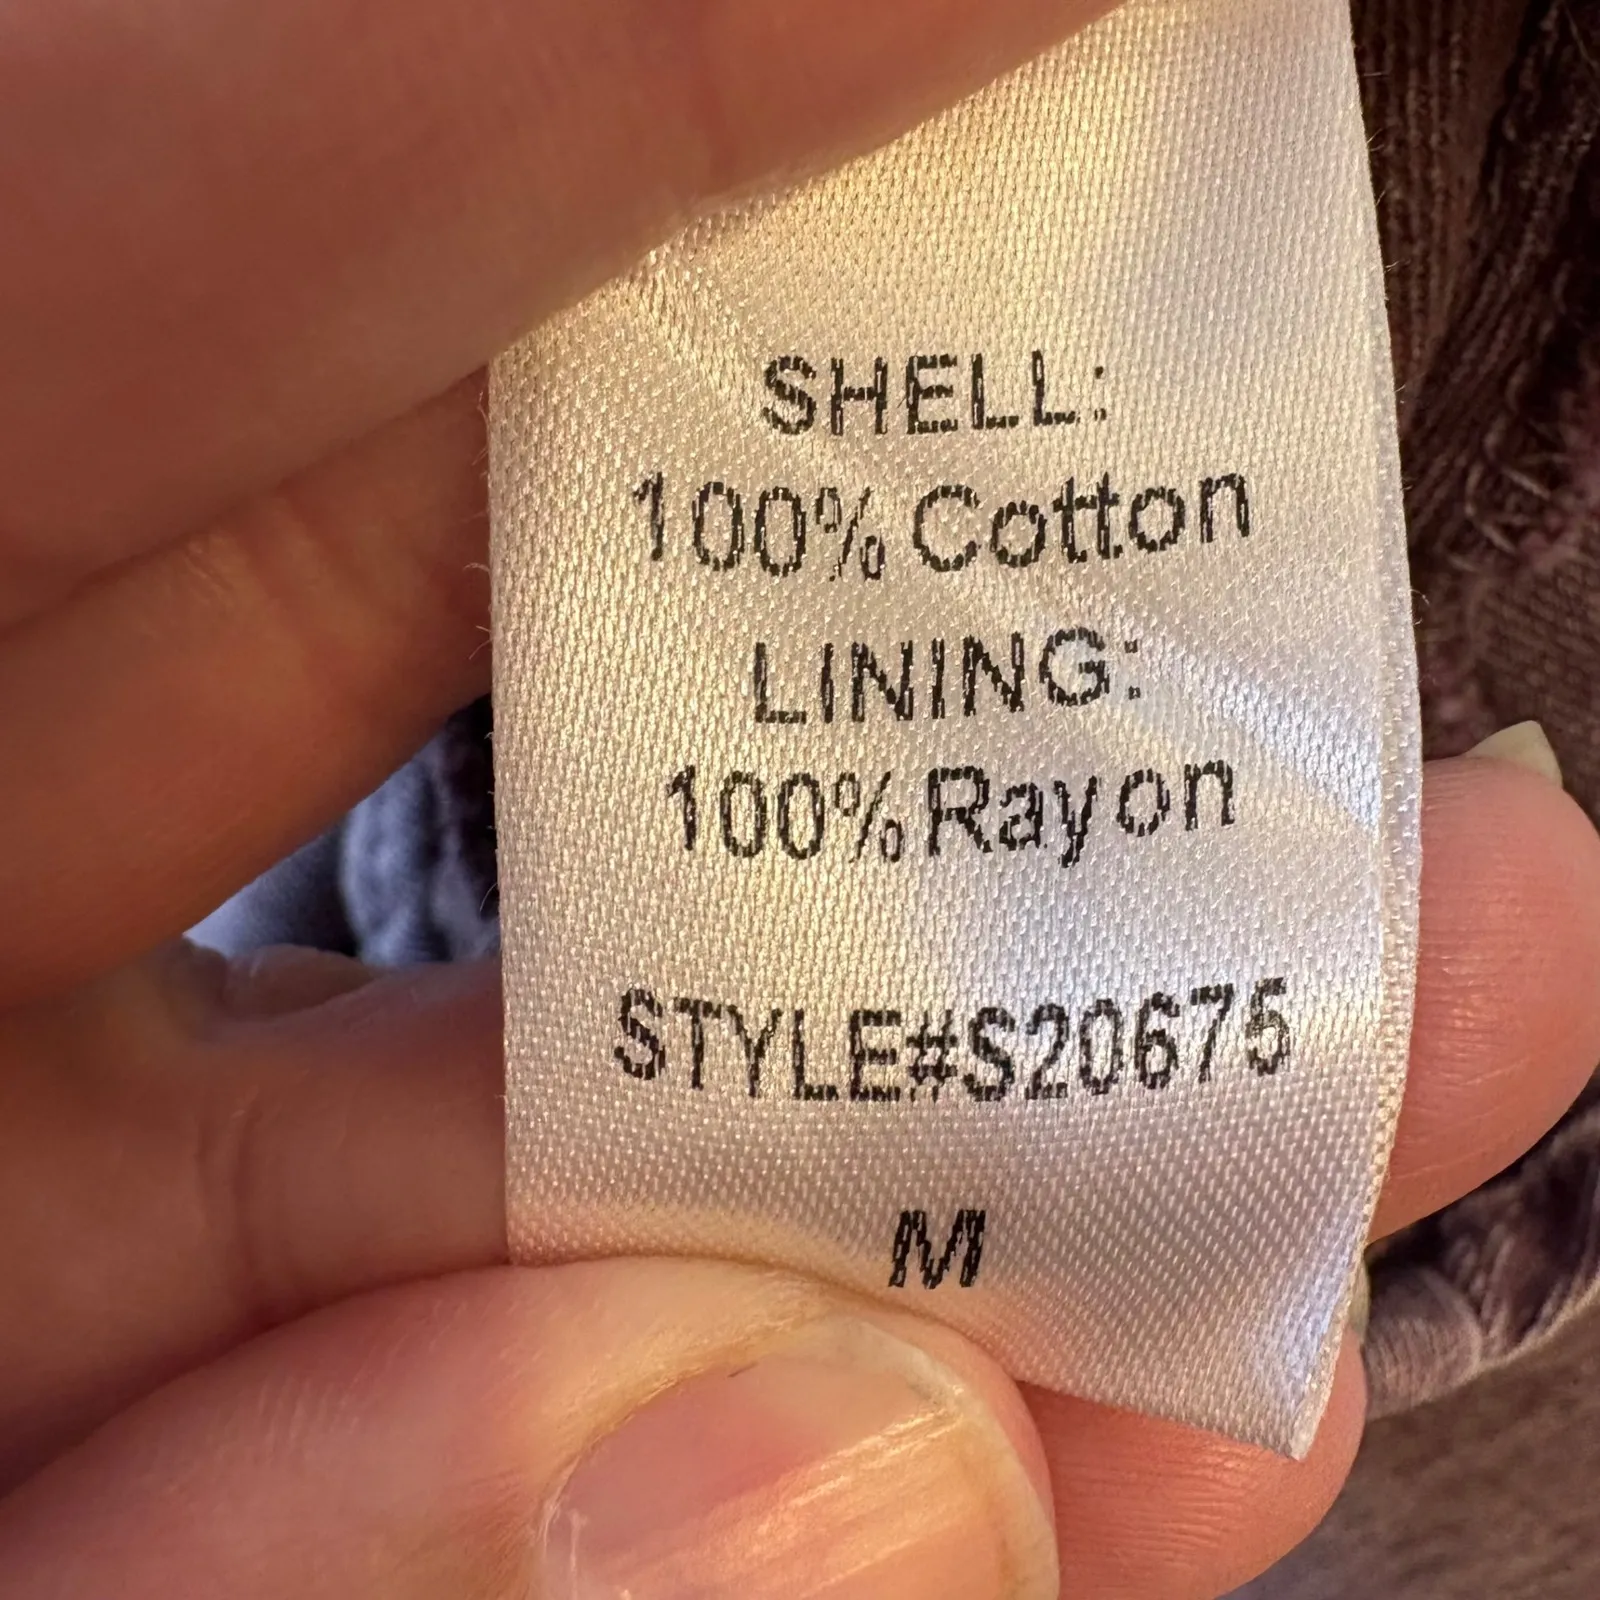 SHELL:
100% Cotton
LINING:
100% Rayon
STYLE#S20675
M